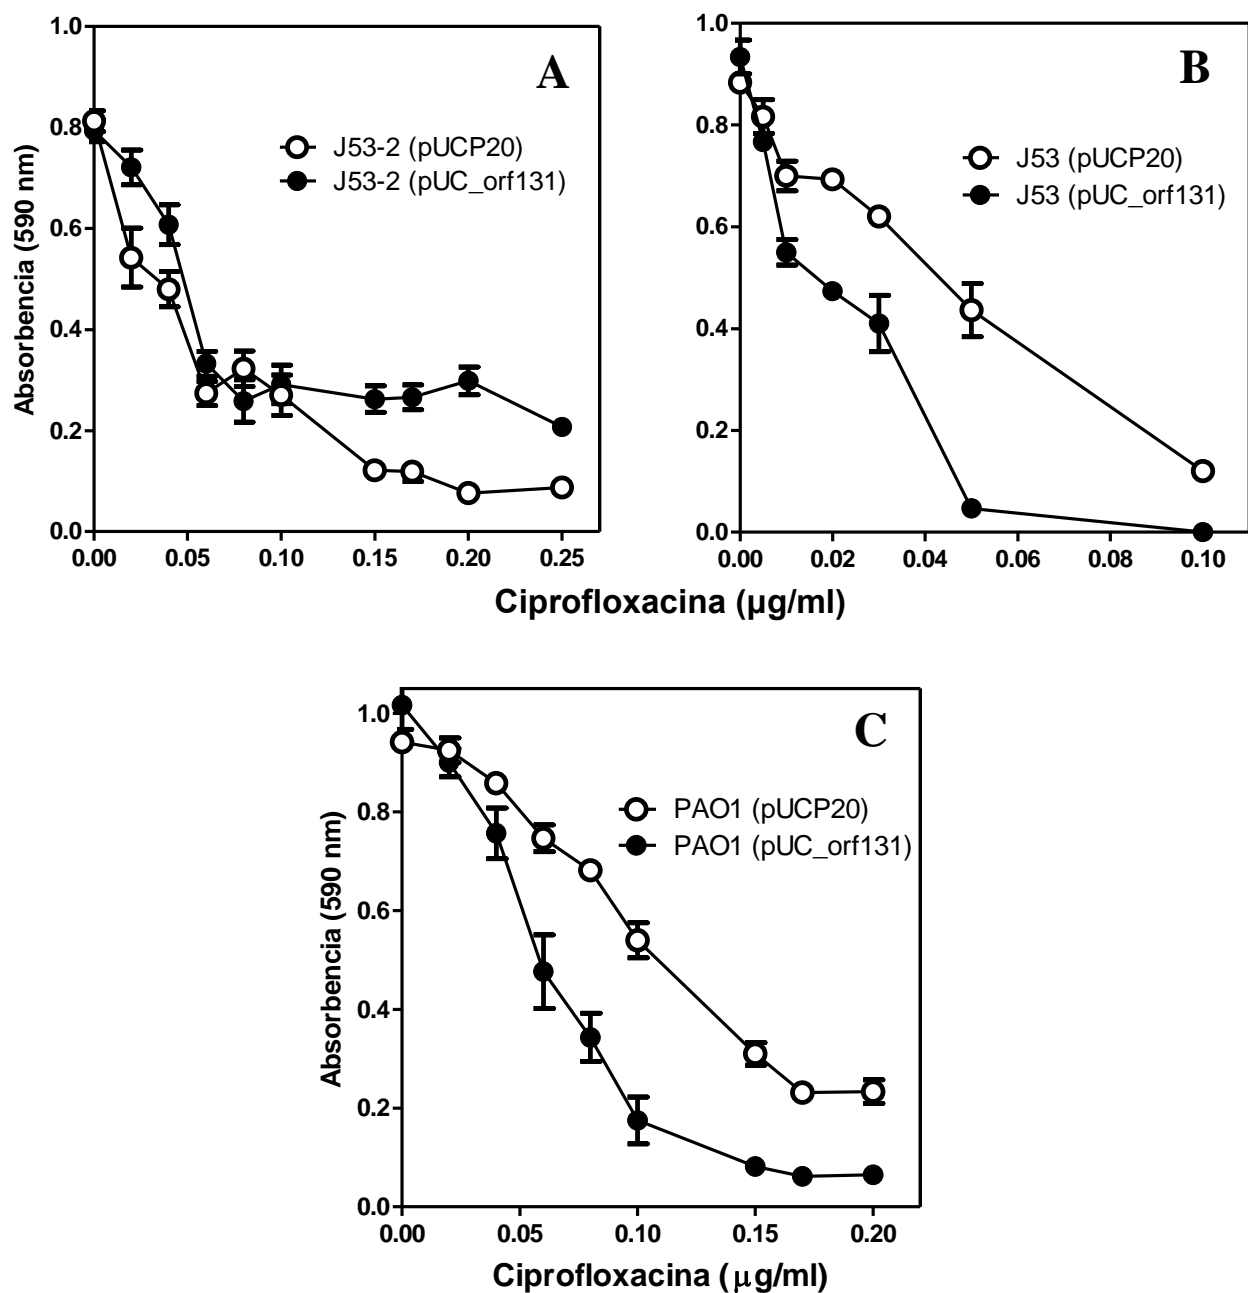 A
J53-2 (pUCP20)
J53-2 (pUC_orf131)
Absorbencia (590 nm)
1.0
0.8
0.6
0.4
0.2
0.0
0.00 0.05 0.10 0.15 0.20 0.25
B
J53 (pUCP20)
J53 (pUC_orf131)
1.0
0.8
0.6
0.4
0.2
0.0
0.00 0.02 0.04 0.06 0.08 0.10
Ciprofloxacina (µg/ml)
C
PAO1 (pUCP20)
PAO1 (pUC_orf131)
Absorbencia (590 nm)
1.0
0.8
0.6
0.4
0.2
0.0
0.00 0.05 0.10 0.15 0.20
Ciprofloxacina (µg/ml)